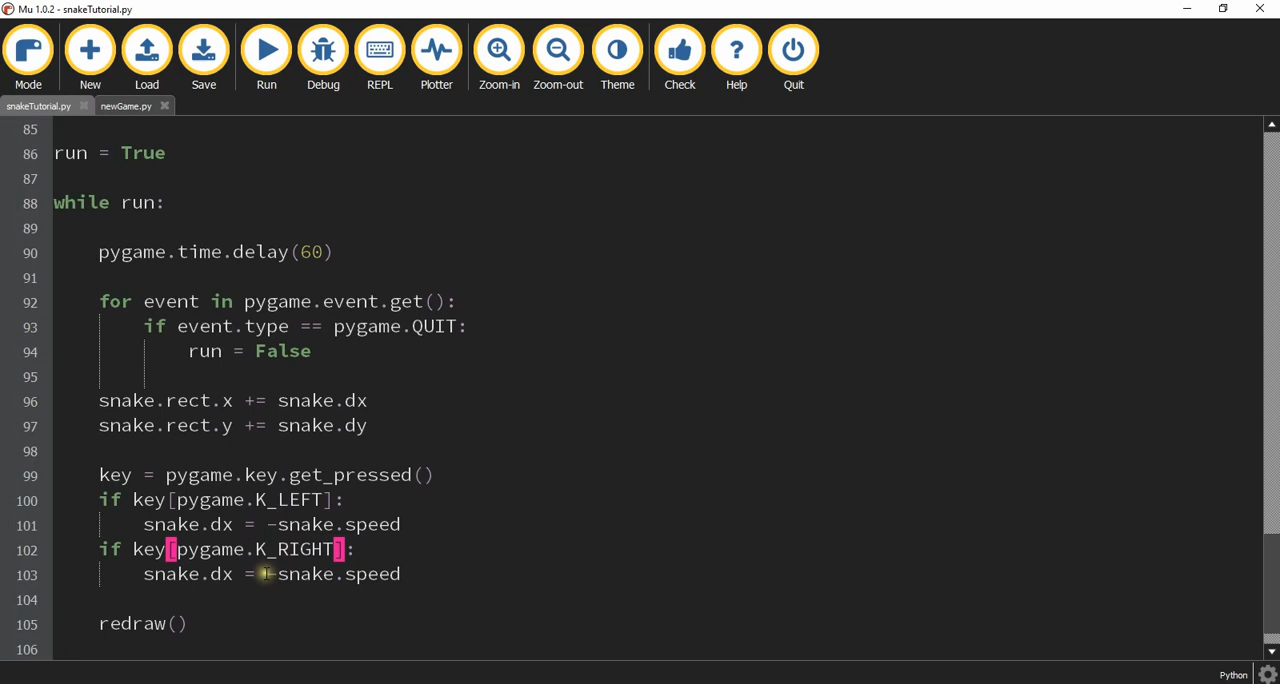 Mu 1.0.2 - snakeTutorial.py
Mode New Load Save Run Debug REPL Plotter Zoom-in Zoom-out Theme Check Help Quit
snakeTutorial.py newGame.py
85
86 run = True
87
88 while run:
89
90 pygame.time.delay(60)
91
92 for event in pygame.event.get():
93 if event.type == pygame.QUIT:
94 run = False
95
96 snake.rect.x += snake.dx
97 snake.rect.y += snake.dy
98
99 key = pygame.key.get_pressed()
100 if key[pygame.K_LEFT]:
101 snake.dx = -snake.speed
102 if key[pygame.K_RIGHT]:
103 snake.dx = -snake.speed
104
105 redraw()
106
Python